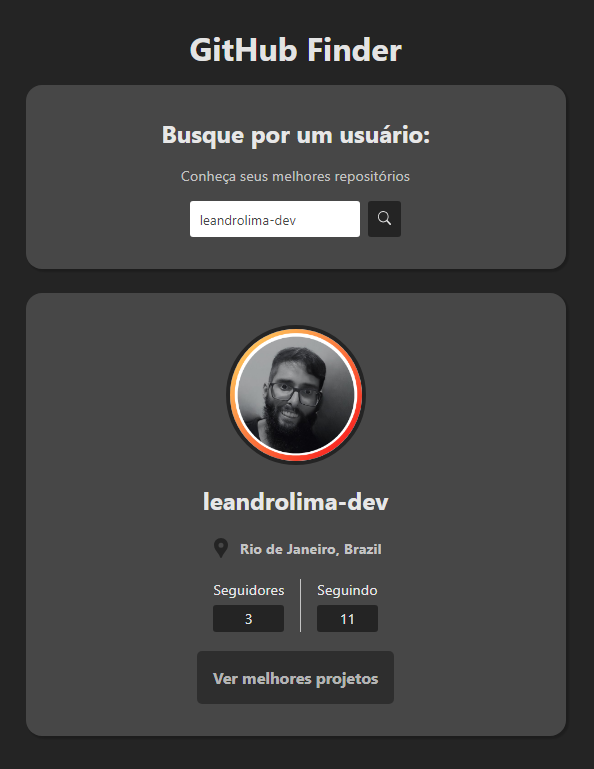 GitHub Finder
Busque por um usuário:
Conheça seus melhores repositórios
leandrolima-dev
leandrolima-dev
Rio de Janeiro, Brazil
Seguidores
3
Seguindo
11
Ver melhores projetos